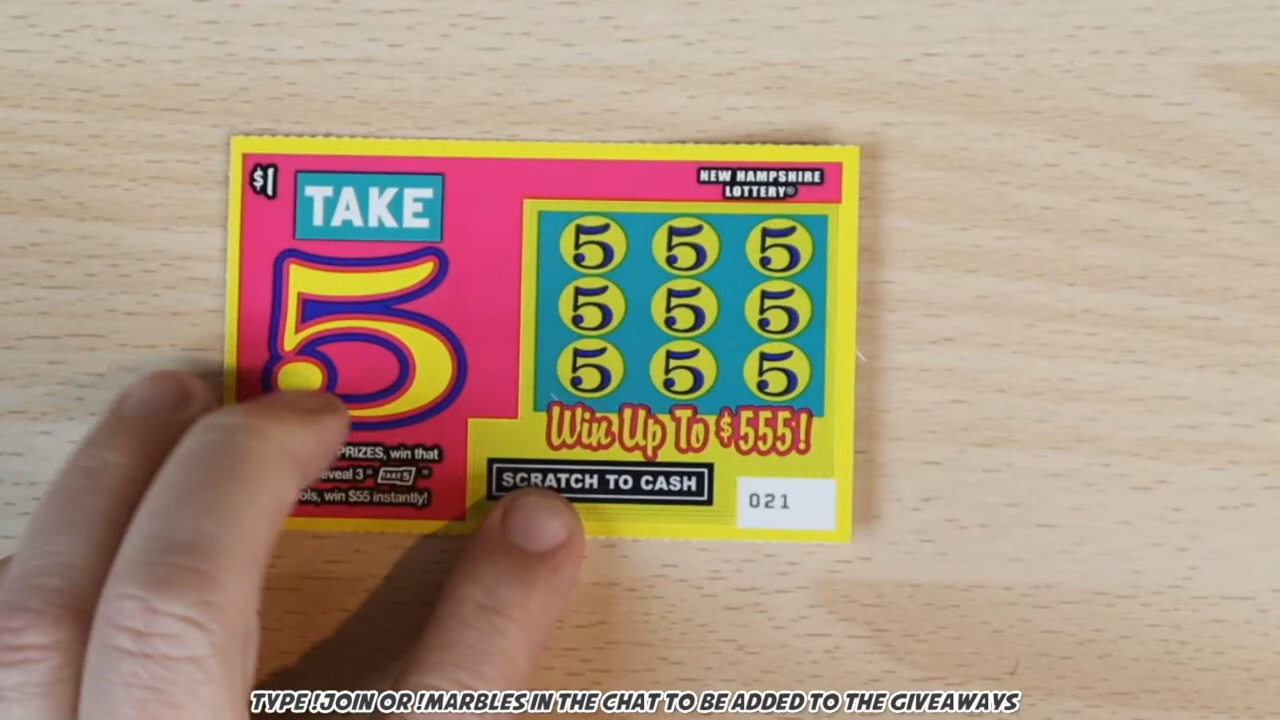 $1
TAKE
5
NEW HAMPSHIRE
LOTTERY®
5 5 5
5 5 5
5 5 5
Win Up To $555!
PRIZES, win that
eveal 3 " TAKE 5 "
ols, win $55 instantly!
SCRATCH TO CASH
021
TYPE !JOIN OR !MARBLES IN THE CHAT TO BE ADDED TO THE GIVEAWAYS